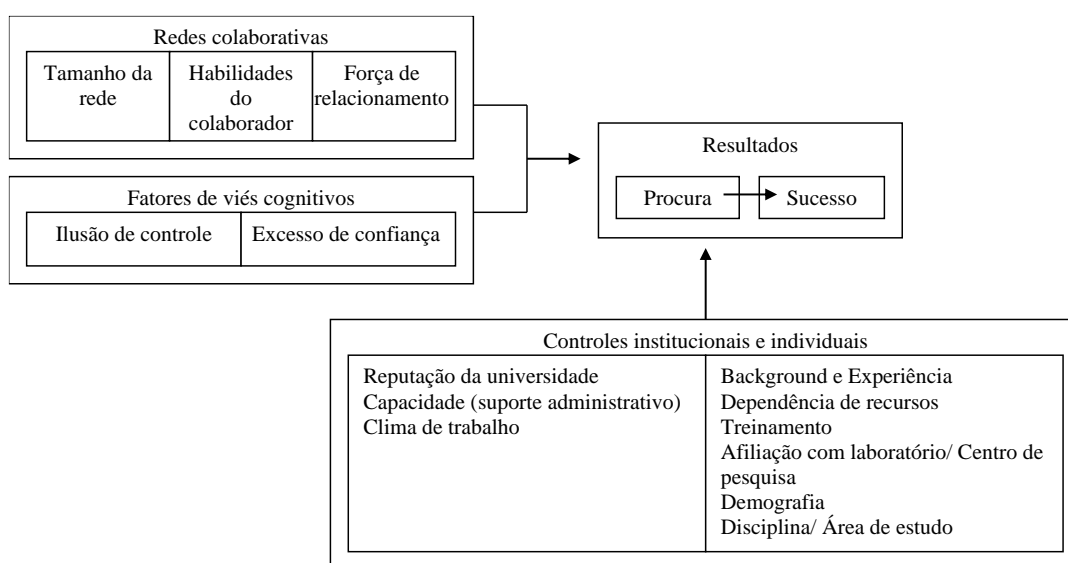 Redes colaborativas
Tamanho da
rede
Habilidades
do
colaborador
Força de
relacionamento
Fatores de viés cognitivos
Ilusão de controle
Excesso de confiança
Resultados
Procura
Sucesso
Controles institucionais e individuais
Reputação da universidade
Capacidade (suporte administrativo)
Clima de trabalho
Background e Experiência
Dependência de recursos
Treinamento
Afiliação com laboratório/ Centro de
pesquisa
Demografia
Disciplina/ Área de estudo